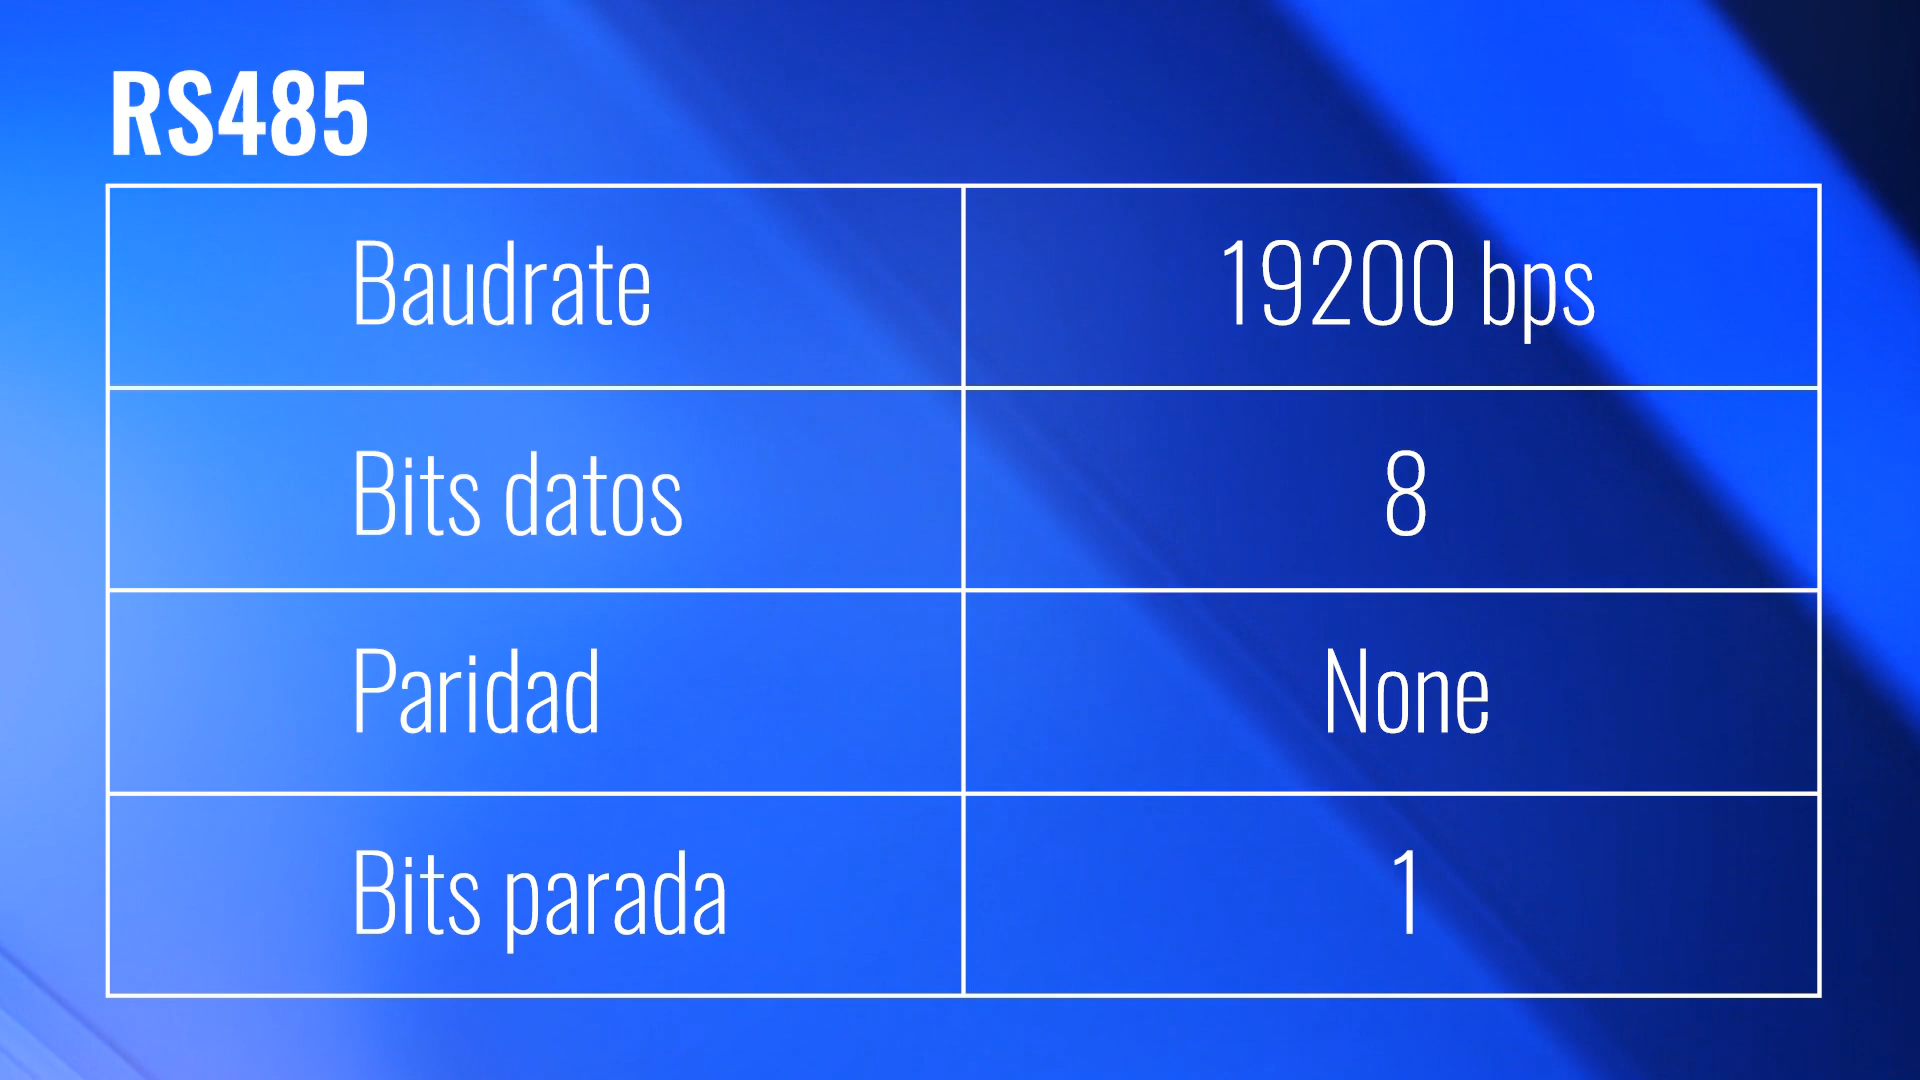 RS485
Baudrate 19200 bps
Bits datos 8
Paridad None
Bits parada 1